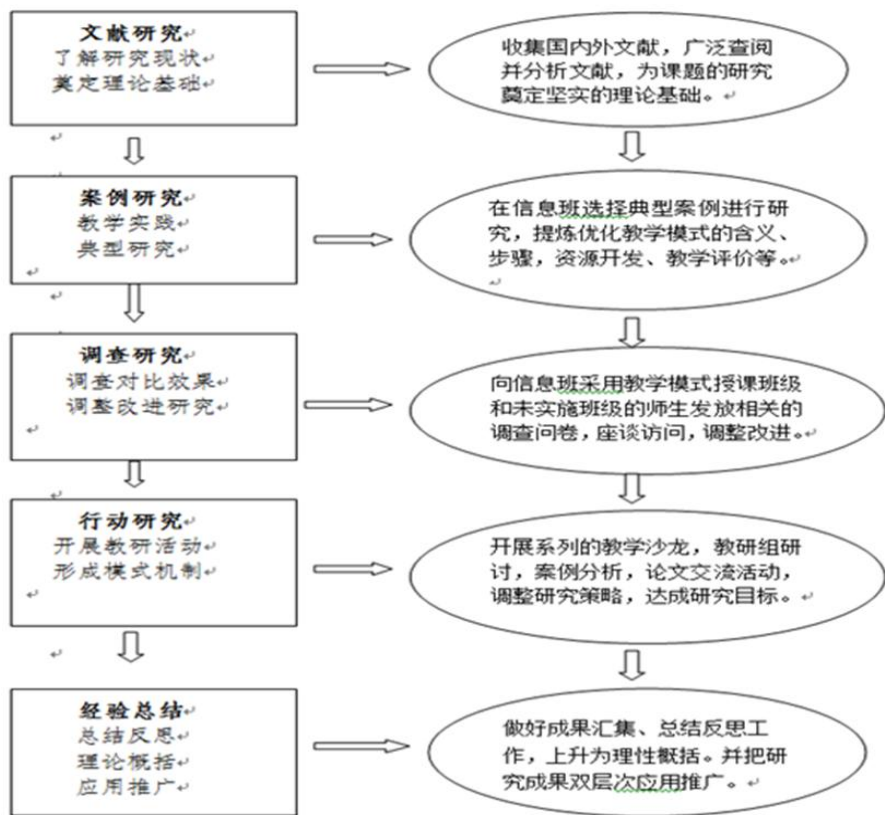 文献研究
了解研究现状
奠定理论基础
收集国内外文献，广泛查阅
并分析文献，为课题的研究
奠定坚实的理论基础。
案例研究
教学实践
典型研究
在信息班选择典型案例进行研
究，提炼优化教学模式的含义、
步骤，资源开发、教学评价等。
调查研究
调查对比效果
调整改进研究
向信息班采用教学模式授课班级
和未实施班级的师生发放相关的
调查问卷，座谈访问，调整改进。
行动研究
开展教研活动
形成模式机制
开展系列的教学沙龙，教研组研
讨，案例分析，论文交流活动，
调整研究策略，达成研究目标。
经验总结
总结反思
理论概括
应用推广
做好成果汇集、总结反思工
作，上升为理性概括。并把研
究成果双层次应用推广。